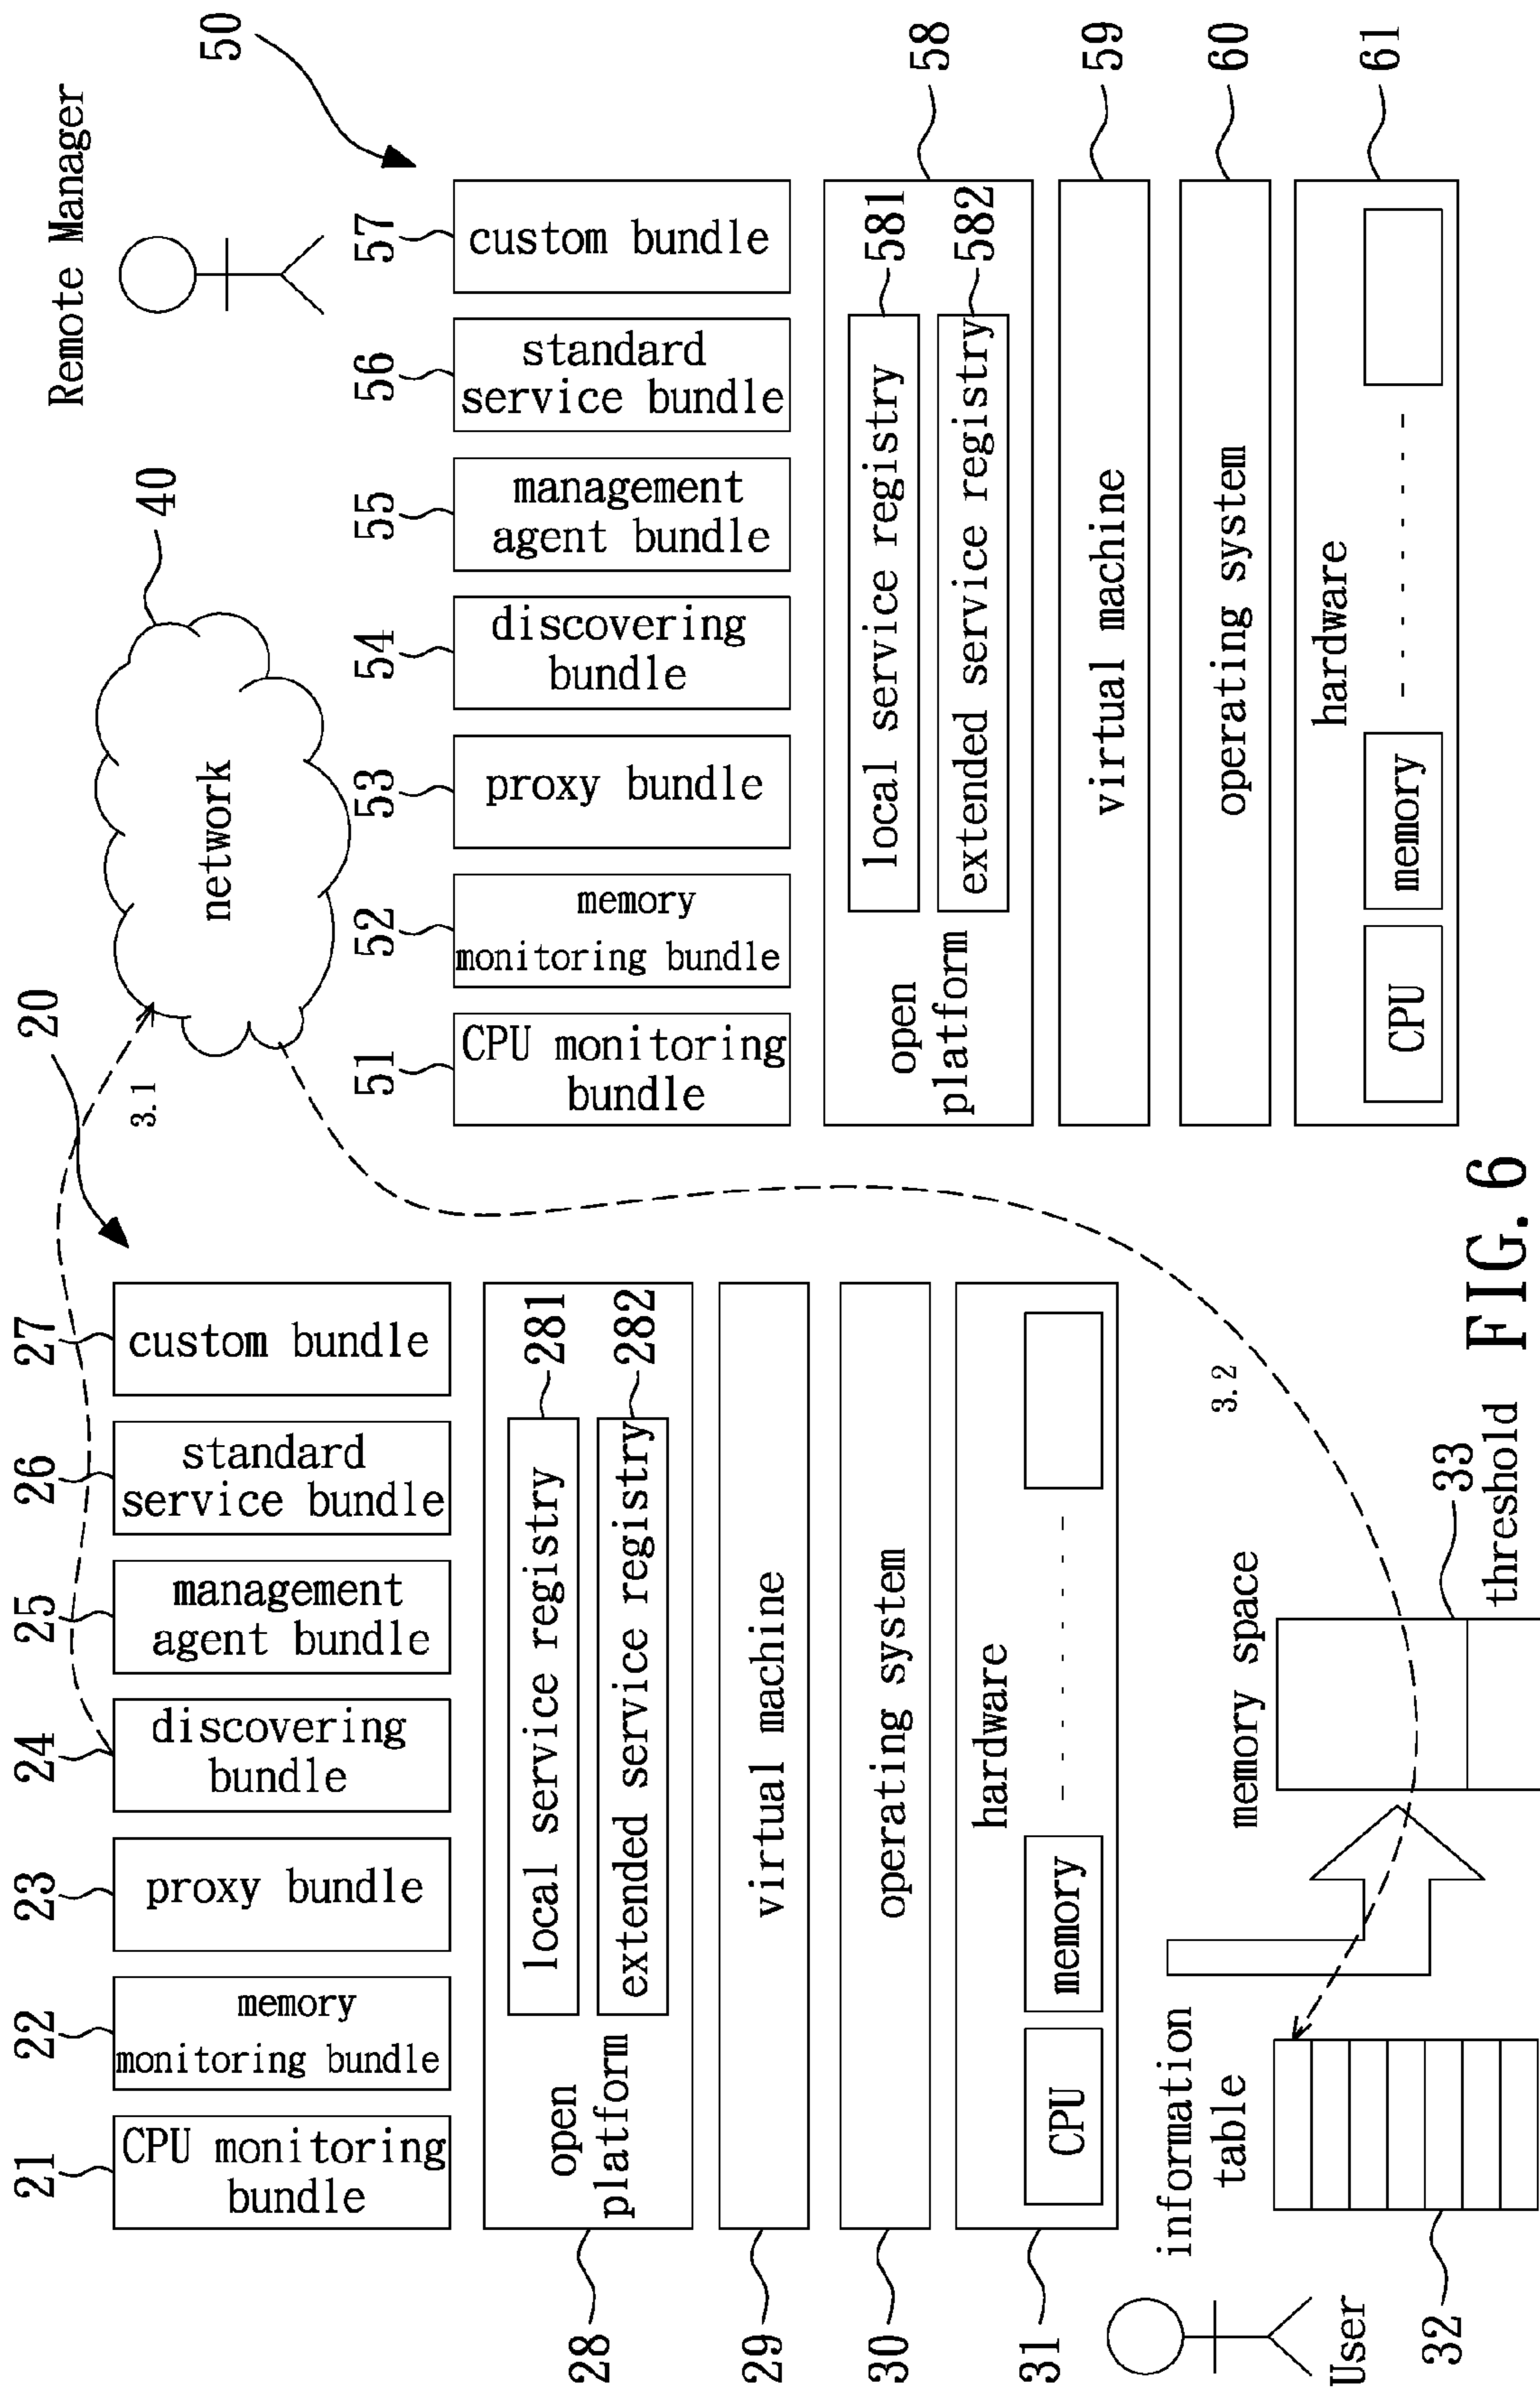 Remote Manager
50
20
40
network
3.1
21
22
23
24
25
26
27
CPU monitoring
bundle
memory
monitoring bundle
proxy bundle
discovering
bundle
management
agent bundle
standard
service bundle
custom bundle
28
open
platform
local service registry
281
extended service registry
282
29
virtual machine
30
operating system
31
hardware
CPU
memory
51
52
53
54
55
56
57
CPU monitoring
bundle
memory
monitoring bundle
proxy bundle
discovering
bundle
management
agent bundle
standard
service bundle
custom bundle
open
platform
local service registry
581
extended service registry
582
58
virtual machine
59
operating system
60
hardware
CPU
memory
61
User
information
table
32
memory space
3.2
33
threshold
FIG. 6